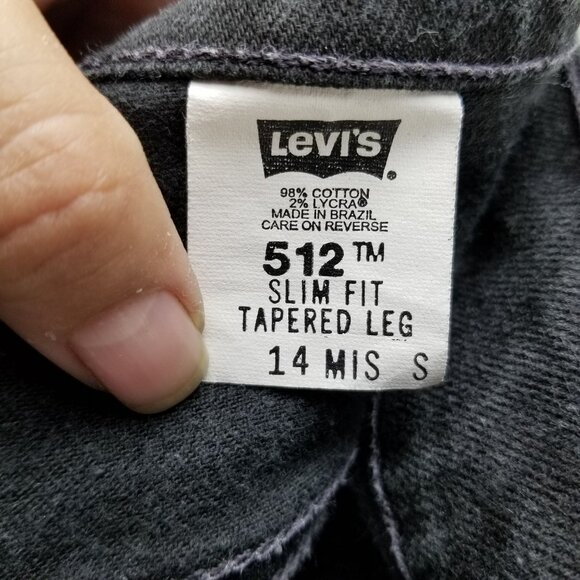 Levi's®
98% COTTON
2% LYCRA®
MADE IN BRAZIL
CARE ON REVERSE
512™
SLIM FIT
TAPERED LEG
14 MIS S